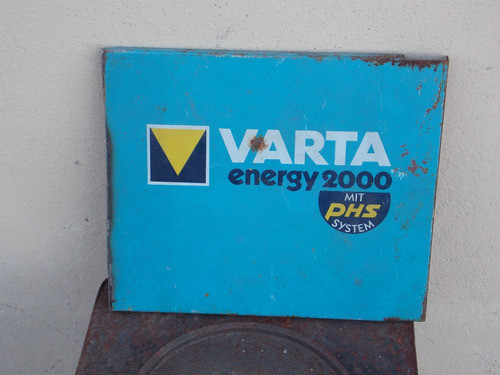 VARTA
energy 2000
MIT
PHS
SYSTEM